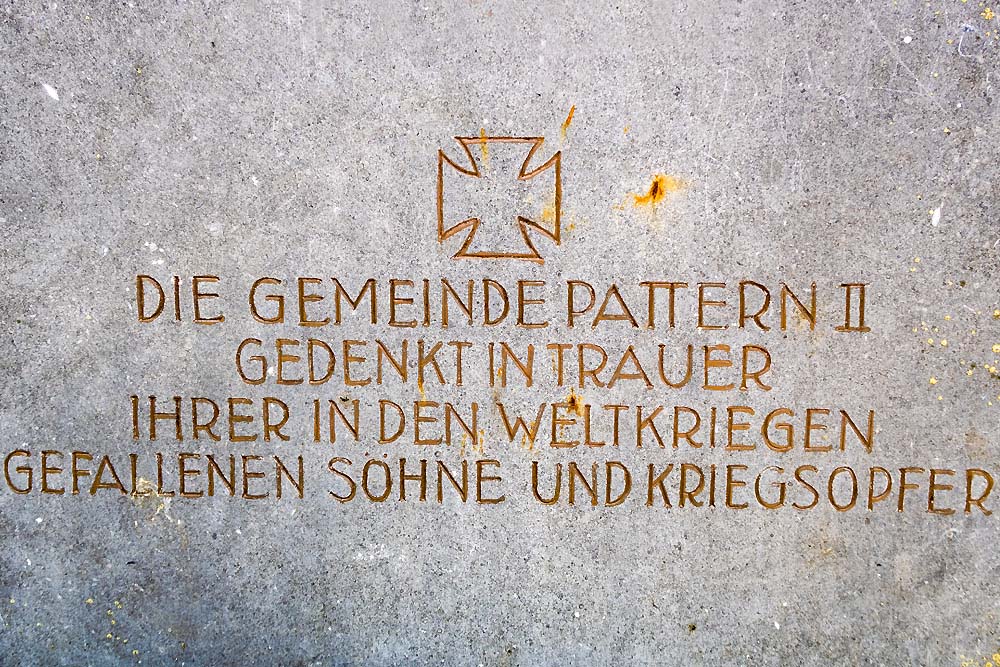 DIE GEMEINDE PATTERN II
GEDENKT IN TRAUER
IHRER IN DEN WELTKRIEGEN
GEFALLENEN SÖHNE UND KRIEGSOPFER